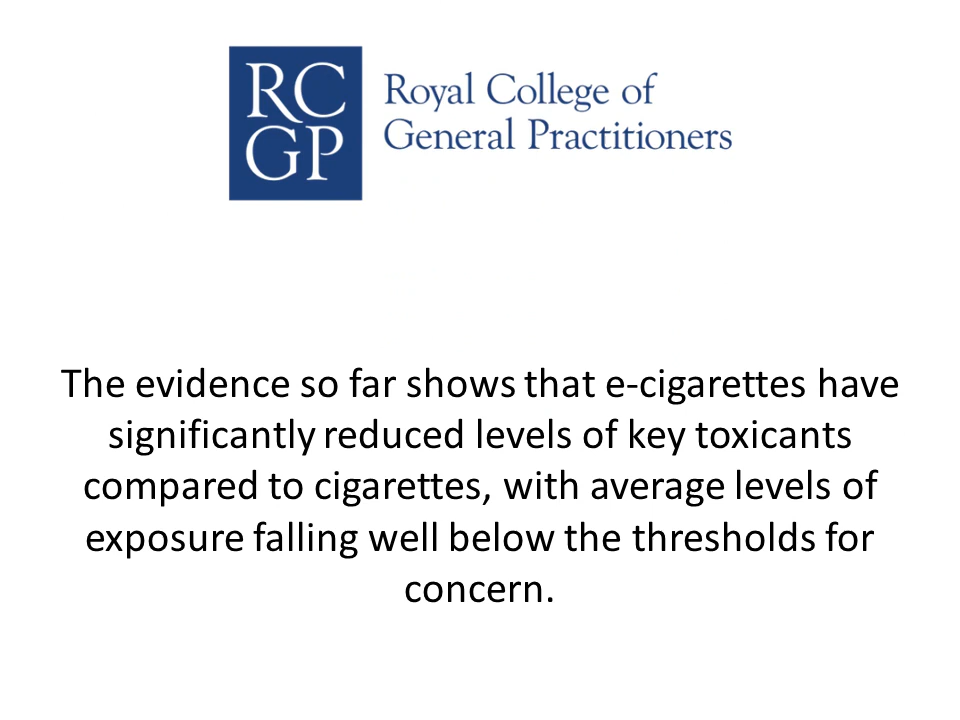 RC
GP
Royal College of
General Practitioners
The evidence so far shows that e-cigarettes have
significantly reduced levels of key toxicants
compared to cigarettes, with average levels of
exposure falling well below the thresholds for
concern.